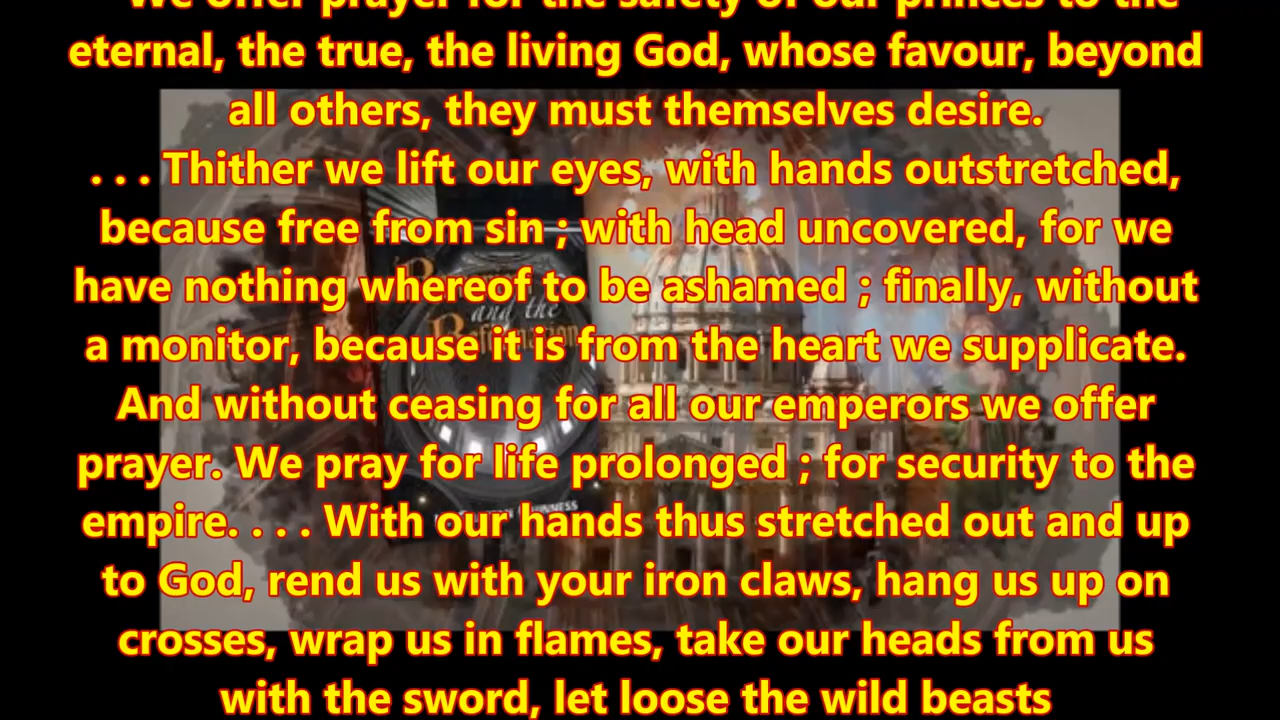 We offer prayer for the safety of our princes to the
eternal, the true, the living God, whose favour, beyond
all others, they must themselves desire.
. . . Thither we lift our eyes, with hands outstretched,
because free from sin ; with head uncovered, for we
have nothing whereof to be ashamed ; finally, without
a monitor, because it is from the heart we supplicate.
And without ceasing for all our emperors we offer
prayer. We pray for life prolonged ; for security to the
empire. . . . With our hands thus stretched out and up
to God, rend us with your iron claws, hang us up on
crosses, wrap us in flames, take our heads from us
with the sword, let loose the wild beasts
and the
Reformation